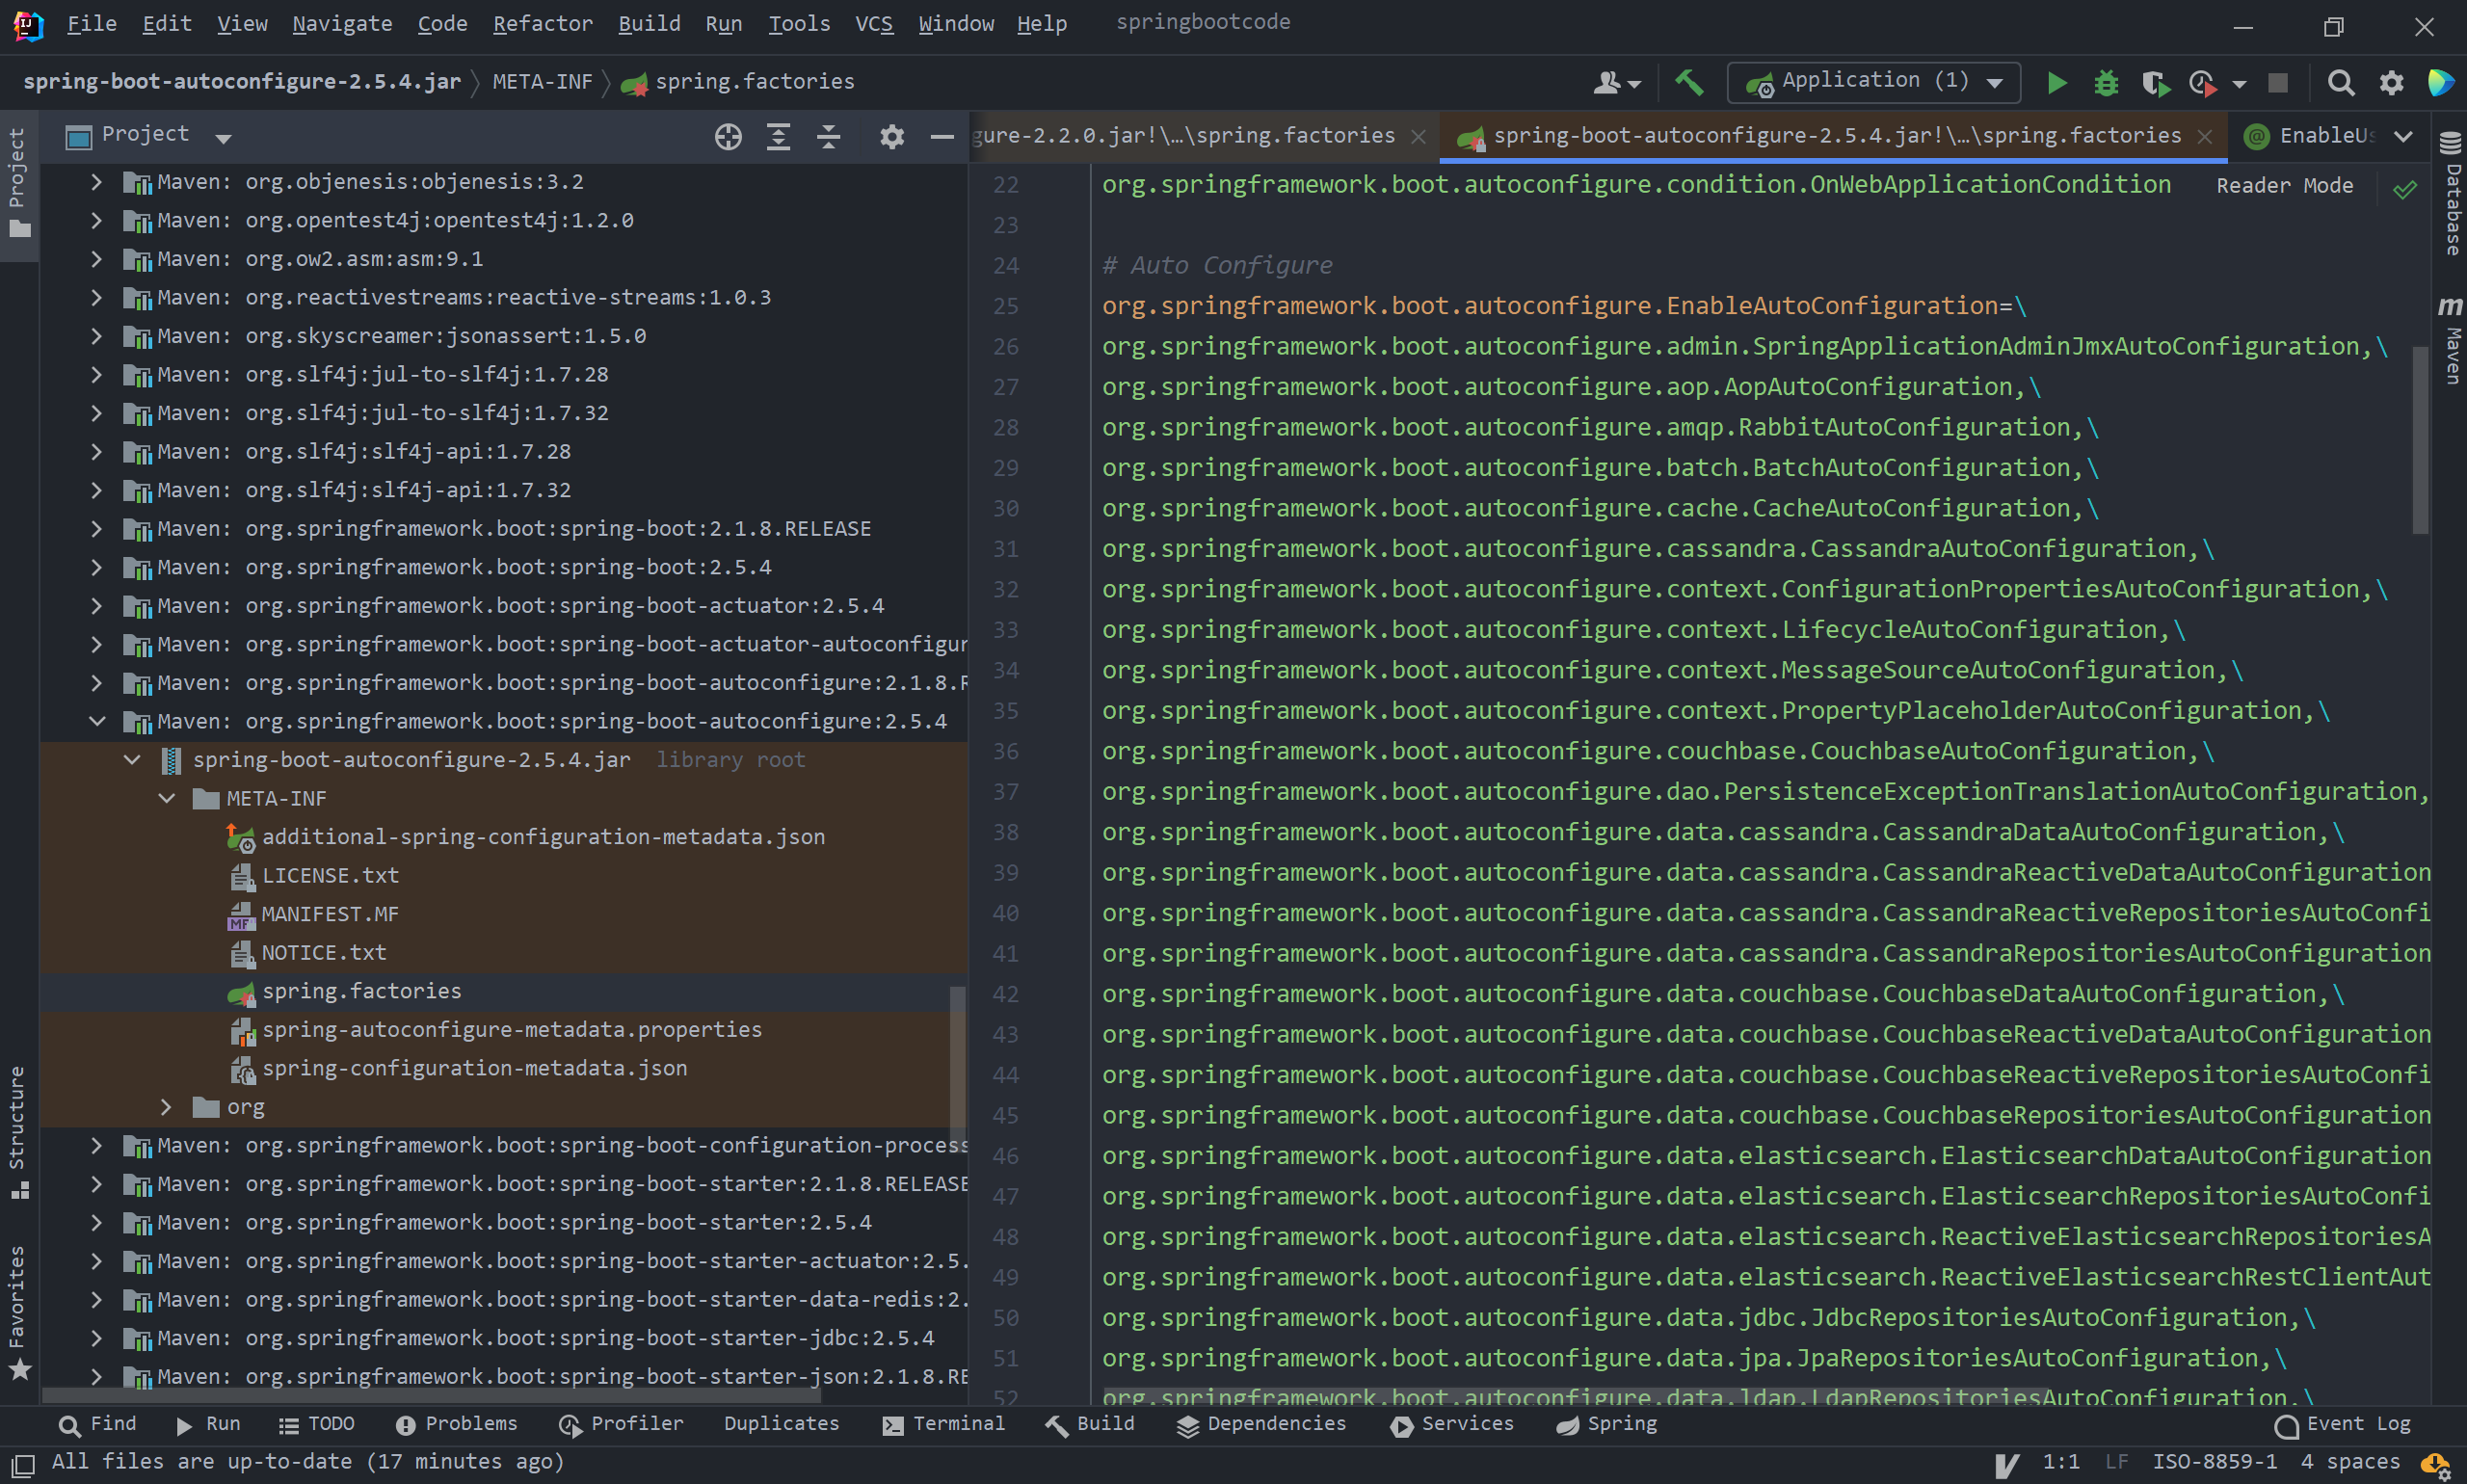 File Edit View Navigate Code Refactor Build Run Tools VCS Window Help springbootcode
spring-boot-autoconfigure-2.5.4.jar META-INF spring.factories Application (1)
Project
gure-2.2.0.jar!\...\spring.factories spring-boot-autoconfigure-2.5.4.jar!\...\spring.factories @ EnableUs
Project
Structure
Favorites
Maven: org.objenesis:objenesis:3.2
Maven: org.opentest4j:opentest4j:1.2.0
Maven: org.ow2.asm:asm:9.1
Maven: org.reactivestreams:reactive-streams:1.0.3
Maven: org.skyscreamer:jsonassert:1.5.0
Maven: org.slf4j:jul-to-slf4j:1.7.28
Maven: org.slf4j:jul-to-slf4j:1.7.32
Maven: org.slf4j:slf4j-api:1.7.28
Maven: org.slf4j:slf4j-api:1.7.32
Maven: org.springframework.boot:spring-boot:2.1.8.RELEASE
Maven: org.springframework.boot:spring-boot:2.5.4
Maven: org.springframework.boot:spring-boot-actuator:2.5.4
Maven: org.springframework.boot:spring-boot-actuator-autoconfigur
Maven: org.springframework.boot:spring-boot-autoconfigure:2.1.8.R
Maven: org.springframework.boot:spring-boot-autoconfigure:2.5.4
spring-boot-autoconfigure-2.5.4.jar library root
META-INF
additional-spring-configuration-metadata.json
LICENSE.txt
MF MANIFEST.MF
NOTICE.txt
spring.factories
spring-autoconfigure-metadata.properties
spring-configuration-metadata.json
org
Maven: org.springframework.boot:spring-boot-configuration-process
Maven: org.springframework.boot:spring-boot-starter:2.1.8.RELEASE
Maven: org.springframework.boot:spring-boot-starter:2.5.4
Maven: org.springframework.boot:spring-boot-starter-actuator:2.5.
Maven: org.springframework.boot:spring-boot-starter-data-redis:2.
Maven: org.springframework.boot:spring-boot-starter-jdbc:2.5.4
Maven: org.springframework.boot:spring-boot-starter-json:2.1.8.RE
22 org.springframework.boot.autoconfigure.condition.OnWebApplicationCondition Reader Mode
23
24 # Auto Configure
25 org.springframework.boot.autoconfigure.EnableAutoConfiguration=\
26 org.springframework.boot.autoconfigure.admin.SpringApplicationAdminJmxAutoConfiguration,\
27 org.springframework.boot.autoconfigure.aop.AopAutoConfiguration,\
28 org.springframework.boot.autoconfigure.amqp.RabbitAutoConfiguration,\
29 org.springframework.boot.autoconfigure.batch.BatchAutoConfiguration,\
30 org.springframework.boot.autoconfigure.cache.CacheAutoConfiguration,\
31 org.springframework.boot.autoconfigure.cassandra.CassandraAutoConfiguration,\
32 org.springframework.boot.autoconfigure.context.ConfigurationPropertiesAutoConfiguration,\
33 org.springframework.boot.autoconfigure.context.LifecycleAutoConfiguration,\
34 org.springframework.boot.autoconfigure.context.MessageSourceAutoConfiguration,\
35 org.springframework.boot.autoconfigure.context.PropertyPlaceholderAutoConfiguration,\
36 org.springframework.boot.autoconfigure.couchbase.CouchbaseAutoConfiguration,\
37 org.springframework.boot.autoconfigure.dao.PersistenceExceptionTranslationAutoConfiguration,
38 org.springframework.boot.autoconfigure.data.cassandra.CassandraDataAutoConfiguration,\
39 org.springframework.boot.autoconfigure.data.cassandra.CassandraReactiveDataAutoConfiguration
40 org.springframework.boot.autoconfigure.data.cassandra.CassandraReactiveRepositoriesAutoConfi
41 org.springframework.boot.autoconfigure.data.cassandra.CassandraRepositoriesAutoConfiguration
42 org.springframework.boot.autoconfigure.data.couchbase.CouchbaseDataAutoConfiguration,\
43 org.springframework.boot.autoconfigure.data.couchbase.CouchbaseReactiveDataAutoConfiguration
44 org.springframework.boot.autoconfigure.data.couchbase.CouchbaseReactiveRepositoriesAutoConfi
45 org.springframework.boot.autoconfigure.data.couchbase.CouchbaseRepositoriesAutoConfiguration
46 org.springframework.boot.autoconfigure.data.elasticsearch.ElasticsearchDataAutoConfiguration
47 org.springframework.boot.autoconfigure.data.elasticsearch.ElasticsearchRepositoriesAutoConfi
48 org.springframework.boot.autoconfigure.data.elasticsearch.ReactiveElasticsearchRepositoriesA
49 org.springframework.boot.autoconfigure.data.elasticsearch.ReactiveElasticsearchRestClientAut
50 org.springframework.boot.autoconfigure.data.jdbc.JdbcRepositoriesAutoConfiguration,\
51 org.springframework.boot.autoconfigure.data.jpa.JpaRepositoriesAutoConfiguration,\
52 org.springframework.boot.autoconfigure.data.ldap.LdapRepositoriesAutoConfiguration,\
Database
m Maven
Find Run TODO Problems Profiler Duplicates Terminal Build Dependencies Services Spring Event Log
All files are up-to-date (17 minutes ago) 1:1 LF ISO-8859-1 4 spaces